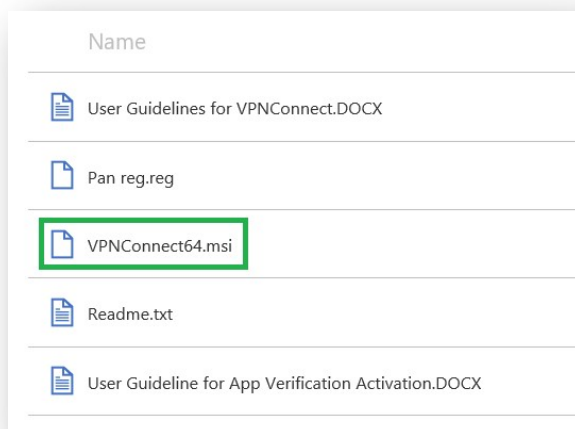 Name
User Guidelines for VPNConnect.DOCX
Pan reg.reg
VPNConnect64.msi
Readme.txt
User Guideline for App Verification Activation.DOCX